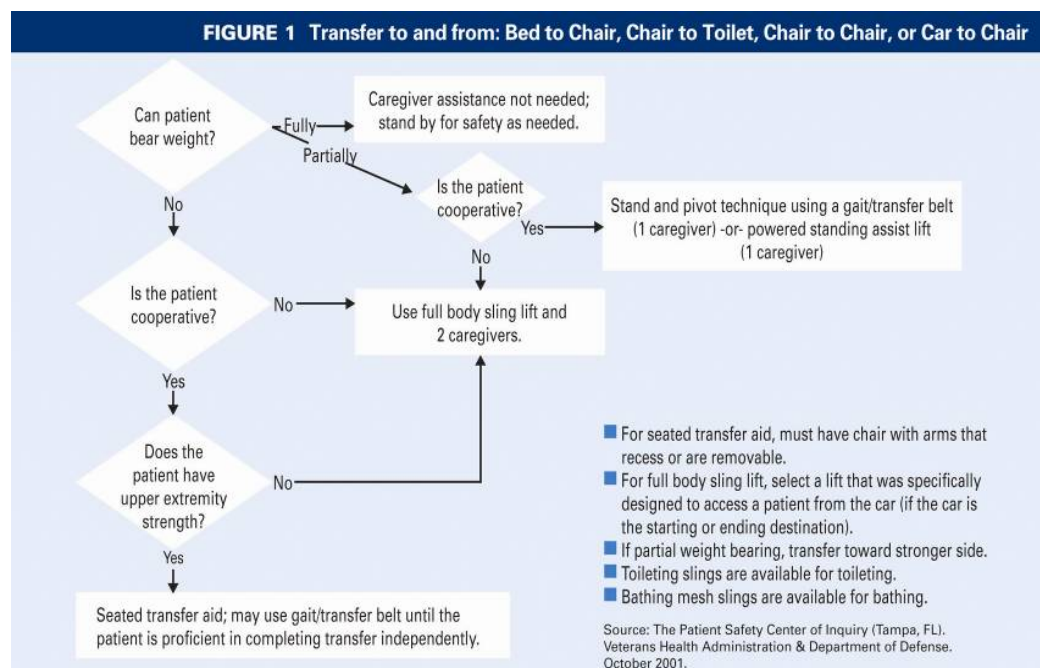 FIGURE 1 Transfer to and from: Bed to Chair, Chair to Toilet, Chair to Chair, or Car to Chair
Can patient
bear weight?
Fully
Caregiver assistance not needed;
stand by for safety as needed.
Partially
Is the patient
cooperative?
Yes
Stand and pivot technique using a gait/transfer belt
(1 caregiver) -or- powered standing assist lift
(1 caregiver)
No
No
Is the patient
cooperative?
No
Use full body sling lift and
2 caregivers.
Yes
Does the
patient have
upper extremity
strength?
No
Yes
Seated transfer aid; may use gait/transfer belt until the
patient is proficient in completing transfer independently.
For seated transfer aid, must have chair with arms that
recess or are removable.
For full body sling lift, select a lift that was specifically
designed to access a patient from the car (if the car is
the starting or ending destination).
If partial weight bearing, transfer toward stronger side.
Toileting slings are available for toileting.
Bathing mesh slings are available for bathing.
Source: The Patient Safety Center of Inquiry (Tampa, FL).
Veterans Health Administration & Department of Defense.
October 2001.